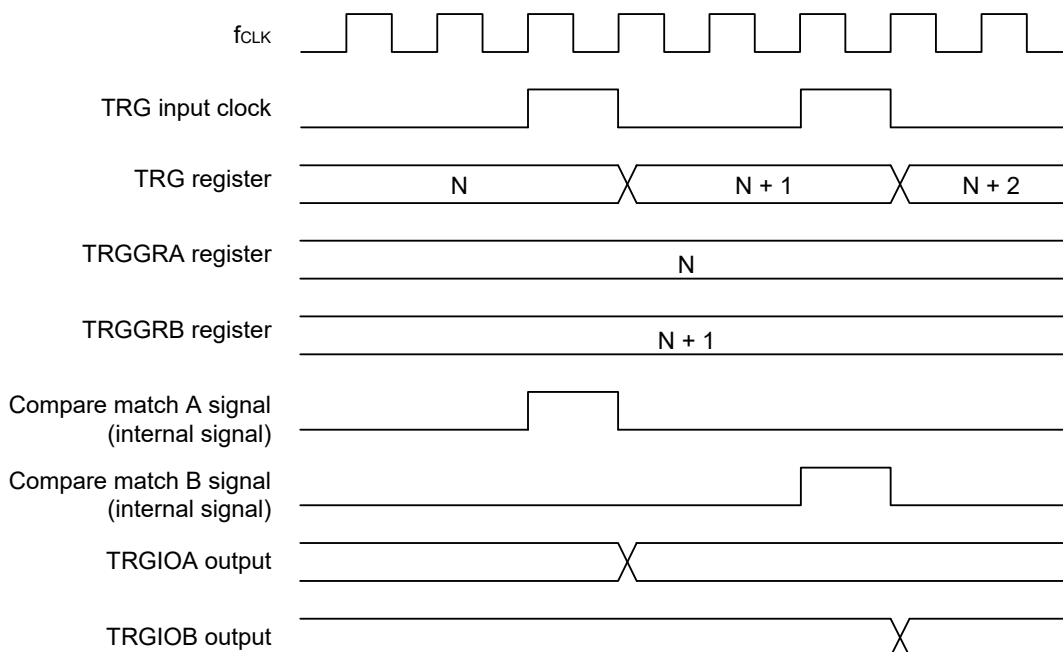 fCLK
TRG input clock
TRG register
N
N + 1
N + 2
TRGGRA register
N
TRGGRB register
N + 1
Compare match A signal
(internal signal)
Compare match B signal
(internal signal)
TRGIOA output
TRGIOB output